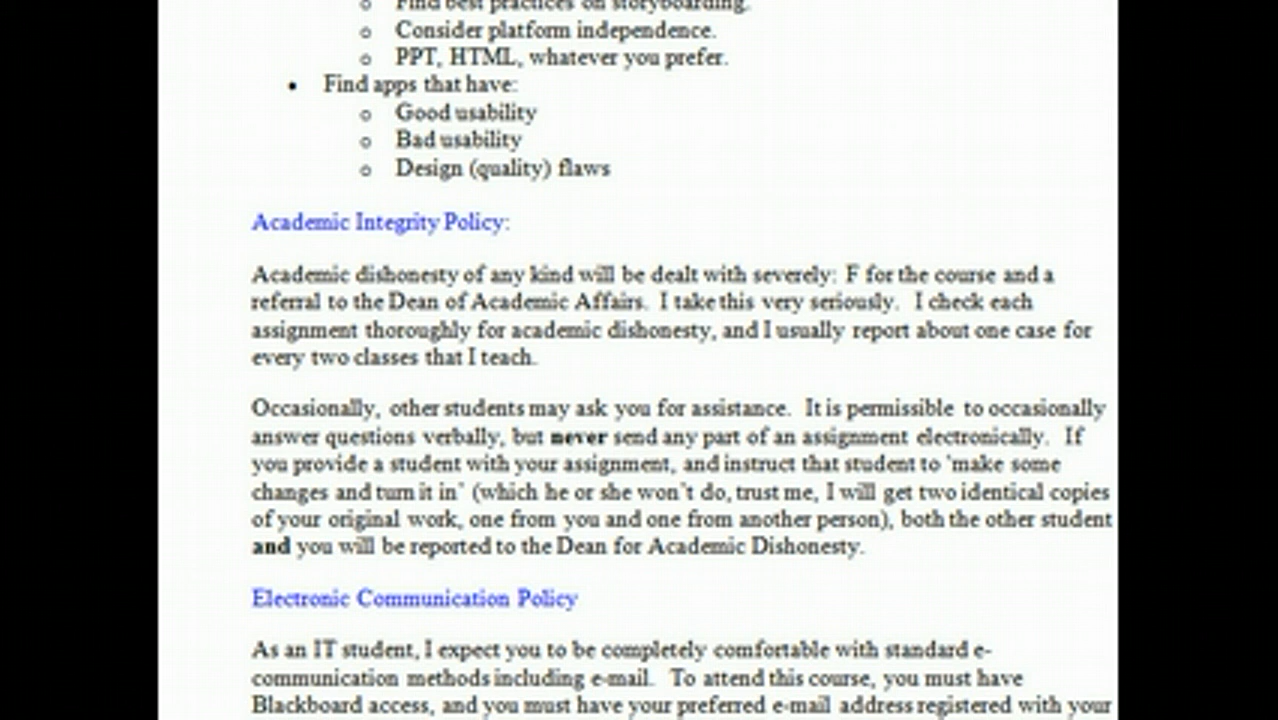 Find best practices on storyboarding.
Consider platform independence.
PPT, HTML, whatever you prefer.
Find apps that have:
Good usability
Bad usability
Design (quality) flaws
Academic Integrity Policy:
Academic dishonesty of any kind will be dealt with severely: F for the course and a
referral to the Dean of Academic Affairs. I take this very seriously. I check each
assignment thoroughly for academic dishonesty, and I usually report about one case for
every two classes that I teach.
Occasionally, other students may ask you for assistance. It is permissible to occasionally
answer questions verbally, but never send any part of an assignment electronically. If
you provide a student with your assignment, and instruct that student to 'make some
changes and turn it in' (which he or she won't do, trust me, I will get two identical copies
of your original work, one from you and one from another person), both the other student
and you will be reported to the Dean for Academic Dishonesty.
Electronic Communication Policy
As an IT student, I expect you to be completely comfortable with standard e-
communication methods including e-mail. To attend this course, you must have
Blackboard access, and you must have your preferred e-mail address registered with your